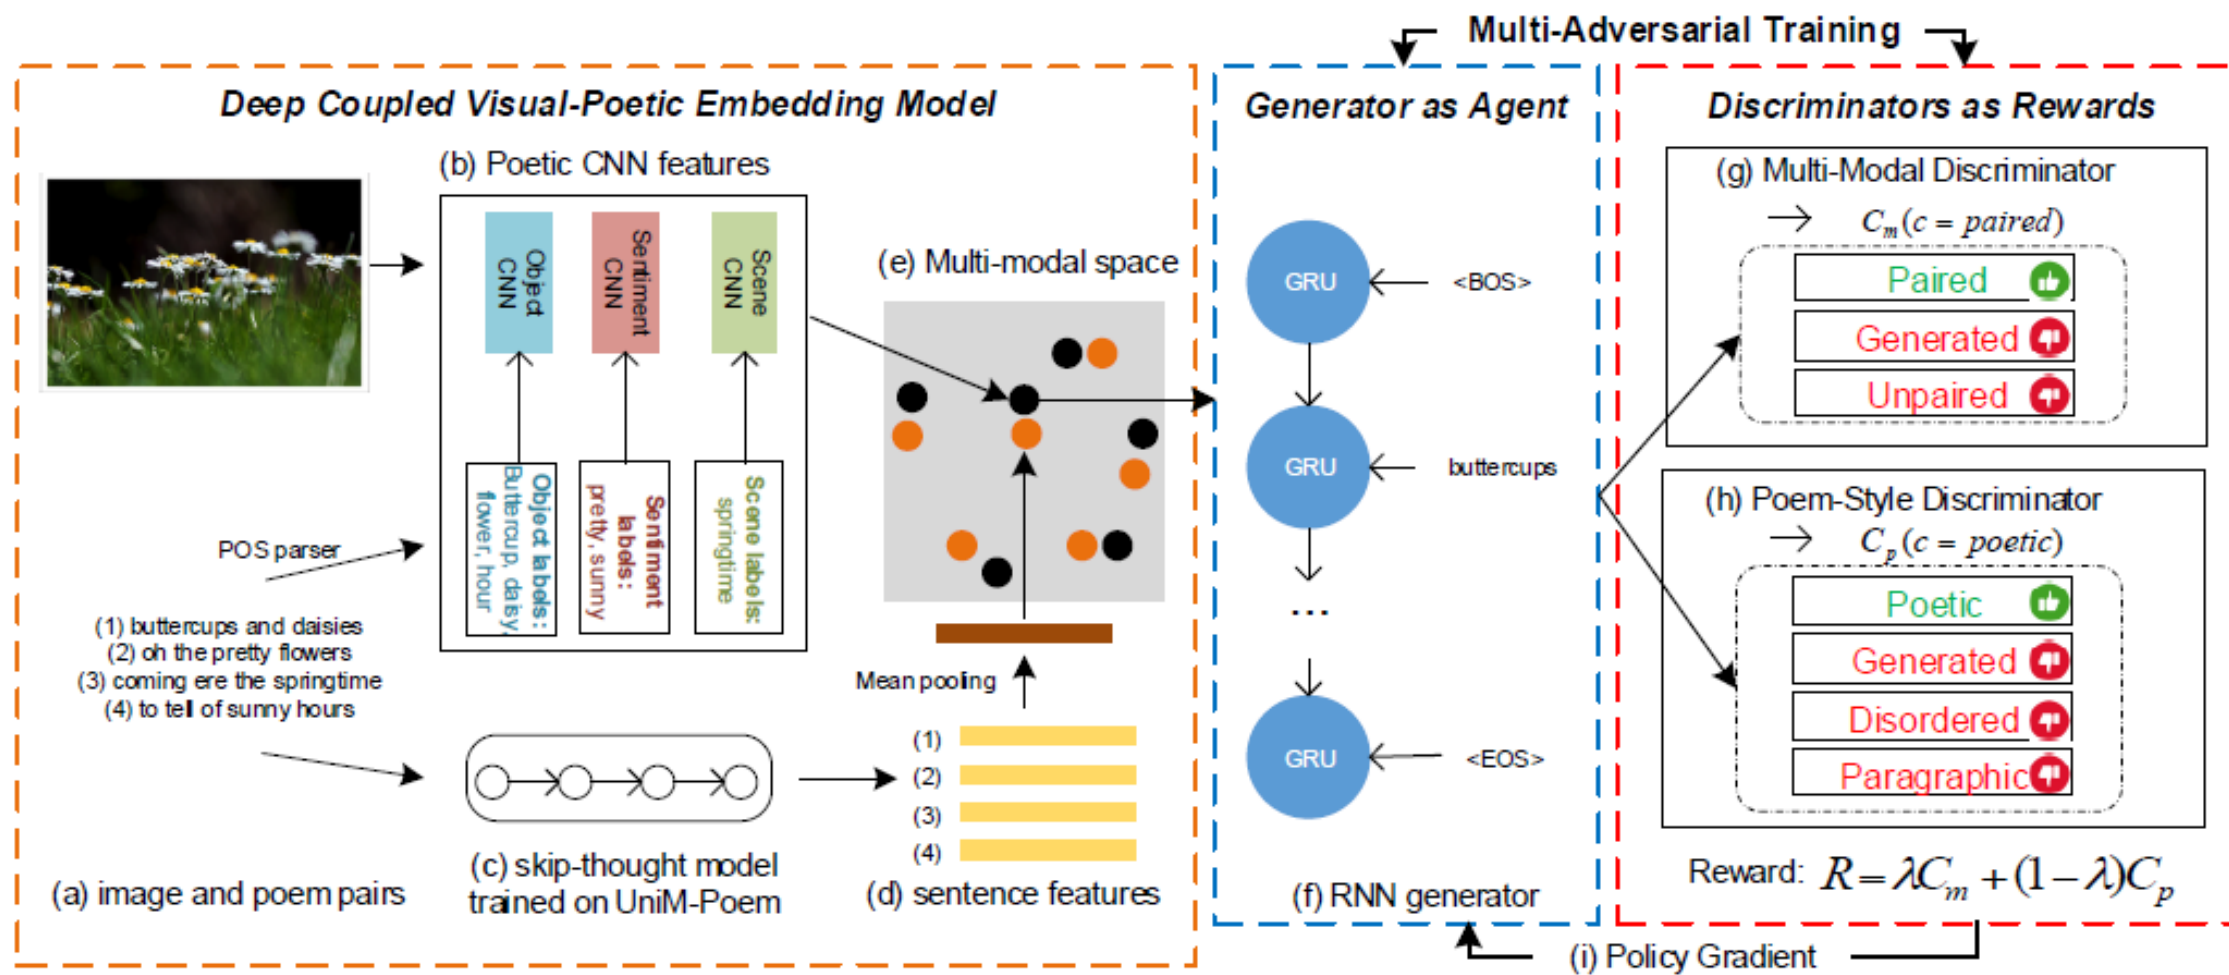 Multi-Adversarial Training
Deep Coupled Visual-Poetic Embedding Model
(b) Poetic CNN features
Object
CNN
Sentiment
CNN
Scene
CNN
Object labels:
Buttercup, daisy,
flower, hour
Sentiment
labels:
pretty, sunny
Scene labels:
springtime
POS parser
(1) buttercups and daisies
(2) oh the pretty flowers
(3) coming ere the springtime
(4) to tell of sunny hours
(a) image and poem pairs
(c) skip-thought model
trained on UniM-Poem
(e) Multi-modal space
Mean pooling
(1)
(2)
(3)
(4)
(d) sentence features
Generator as Agent
GRU
<BOS>
GRU
buttercups
...
GRU
<EOS>
(f) RNN generator
Discriminators as Rewards
(g) Multi-Modal Discriminator
C_m(c = paired)
Paired
Generated
Unpaired
(h) Poem-Style Discriminator
C_p(c = poetic)
Poetic
Generated
Disordered
Paragraphic
Reward: R = λC_m + (1 − λ)C_p
(i) Policy Gradient